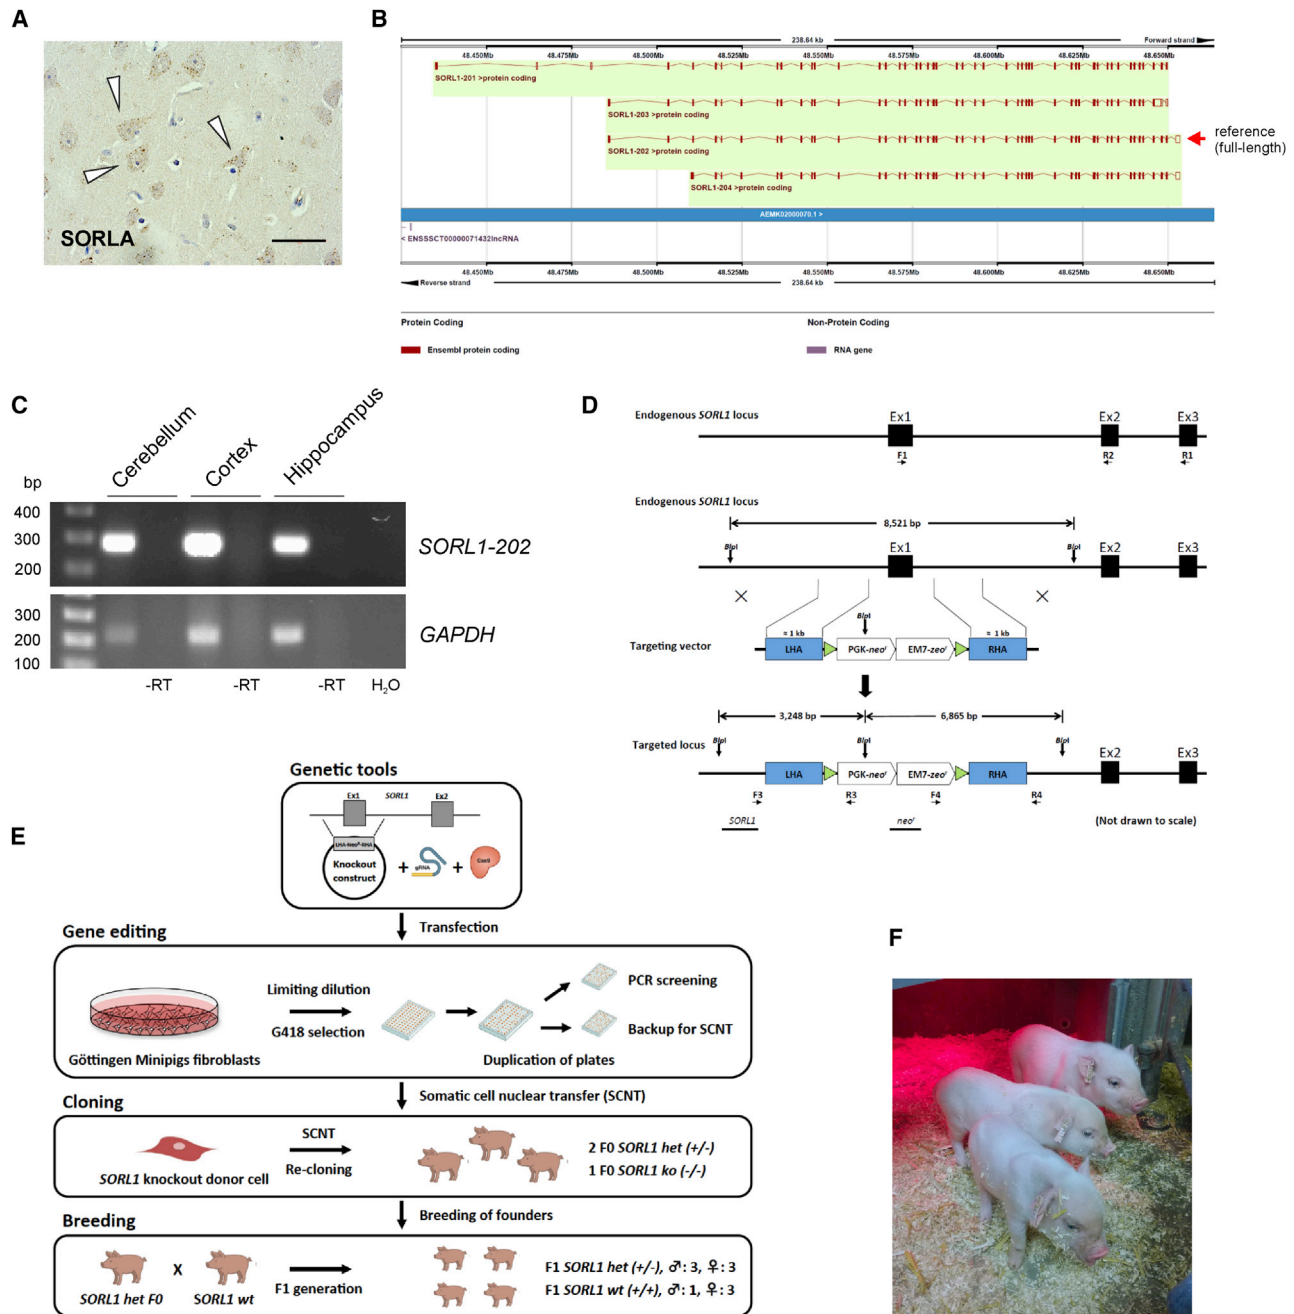 A
SORLA
B
238.64 kb
Forward strand
48.450Mb 48.475Mb 48.500Mb 48.525Mb 48.550Mb 48.575Mb 48.600Mb 48.625Mb 48.650Mb
SORL1-201 >protein coding
SORL1-203 >protein coding
SORL1-202 >protein coding
reference
(full-length)
SORL1-204 >protein coding
AEMK02000070.1 >
< ENSSSCT00000071432lncRNA
48.450Mb 48.475Mb 48.500Mb 48.525Mb 48.550Mb 48.575Mb 48.600Mb 48.625Mb 48.650Mb
Reverse strand
238.64 kb
Protein Coding
Non-Protein Coding
Ensembl protein coding
RNA gene
C
Cerebellum
Cortex
Hippocampus
bp
400
300
200
SORL1-202
300
200
100
GAPDH
-RT -RT -RT H₂O
D
Endogenous SORL1 locus
Ex1 Ex2 Ex3
F1 R2 R1
Endogenous SORL1 locus
8,521 bp
BlpI Ex1 BlpI Ex2 Ex3
BlpI
≈ 1 kb ≈ 1 kb
Targeting vector
LHA PGK-neoʳ EM7-zeoʳ RHA
3,248 bp 6,865 bp
Targeted locus
BlpI BlpI BlpI Ex2 Ex3
LHA PGK-neoʳ EM7-zeoʳ RHA
F3 R3 F4 R4
SORL1 neoʳ
(Not drawn to scale)
E
Genetic tools
Ex1 SORL1 Ex2
LHA-Neoᴿ-RHA
Knockout
construct
+ gRNA + Cas9
Transfection
Gene editing
Limiting dilution
G418 selection
PCR screening
Backup for SCNT
Göttingen Minipigs fibroblasts
Duplication of plates
Somatic cell nuclear transfer (SCNT)
Cloning
SCNT
Re-cloning
2 F0 SORL1 het (+/-)
1 F0 SORL1 ko (-/-)
SORL1 knockout donor cell
Breeding of founders
Breeding
X
F1 generation
SORL1 het F0
SORL1 wt
F1 SORL1 het (+/-), ♂: 3, ♀: 3
F1 SORL1 wt (+/+), ♂: 1, ♀: 3
F